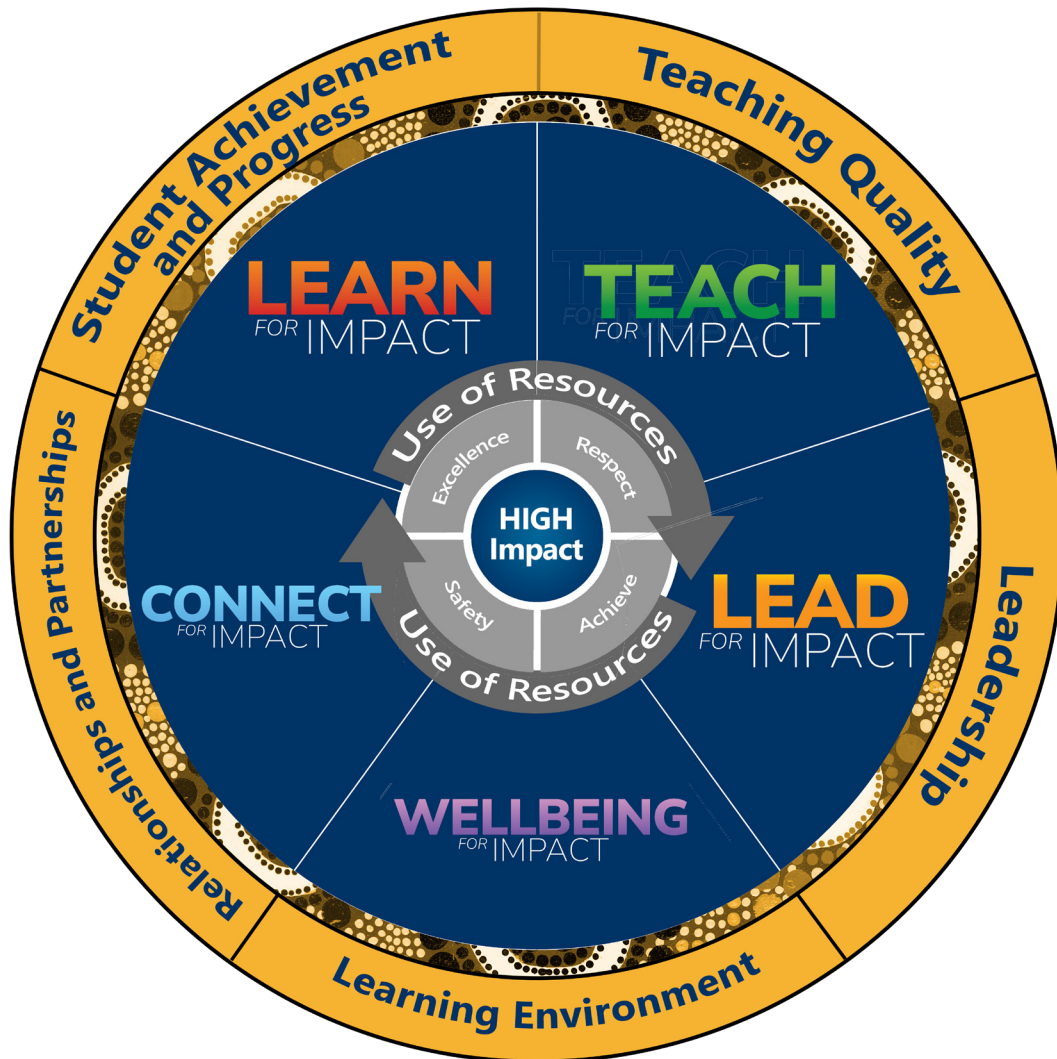 Student Achievement
and Progress
Teaching Quality
LEARN
FOR IMPACT
TEACH
FOR IMPACT
Use of Resources
Excellence
Respect
HIGH
Impact
Safety
Achieve
Use of Resources
CONNECT
FOR IMPACT
LEAD
FOR IMPACT
WELLBEING
FOR IMPACT
Relationships and Partnerships
Learning Environment
Leadership